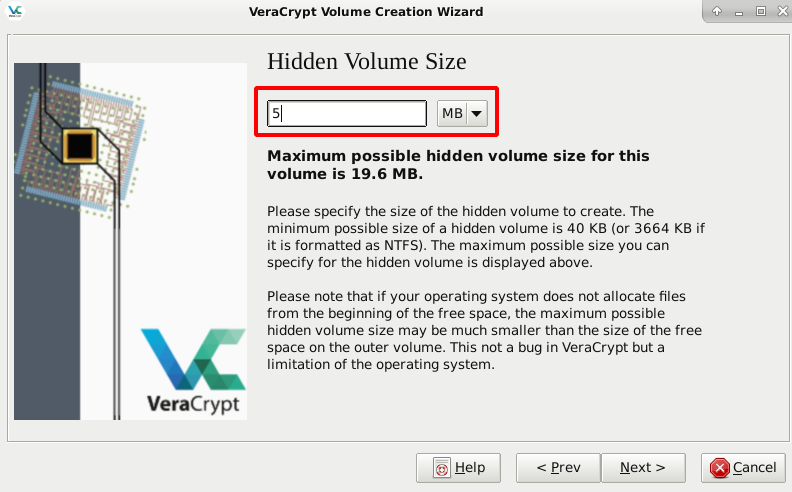 VeraCrypt Volume Creation Wizard
Hidden Volume Size
5
MB
Maximum possible hidden volume size for this
volume is 19.6 MB.
Please specify the size of the hidden volume to create. The
minimum possible size of a hidden volume is 40 KB (or 3664 KB if
it is formatted as NTFS). The maximum possible size you can
specify for the hidden volume is displayed above.
Please note that if your operating system does not allocate files
from the beginning of the free space, the maximum possible
hidden volume size may be much smaller than the size of the free
space on the outer volume. This not a bug in VeraCrypt but a
limitation of the operating system.
VeraCrypt
Help
< Prev
Next >
Cancel